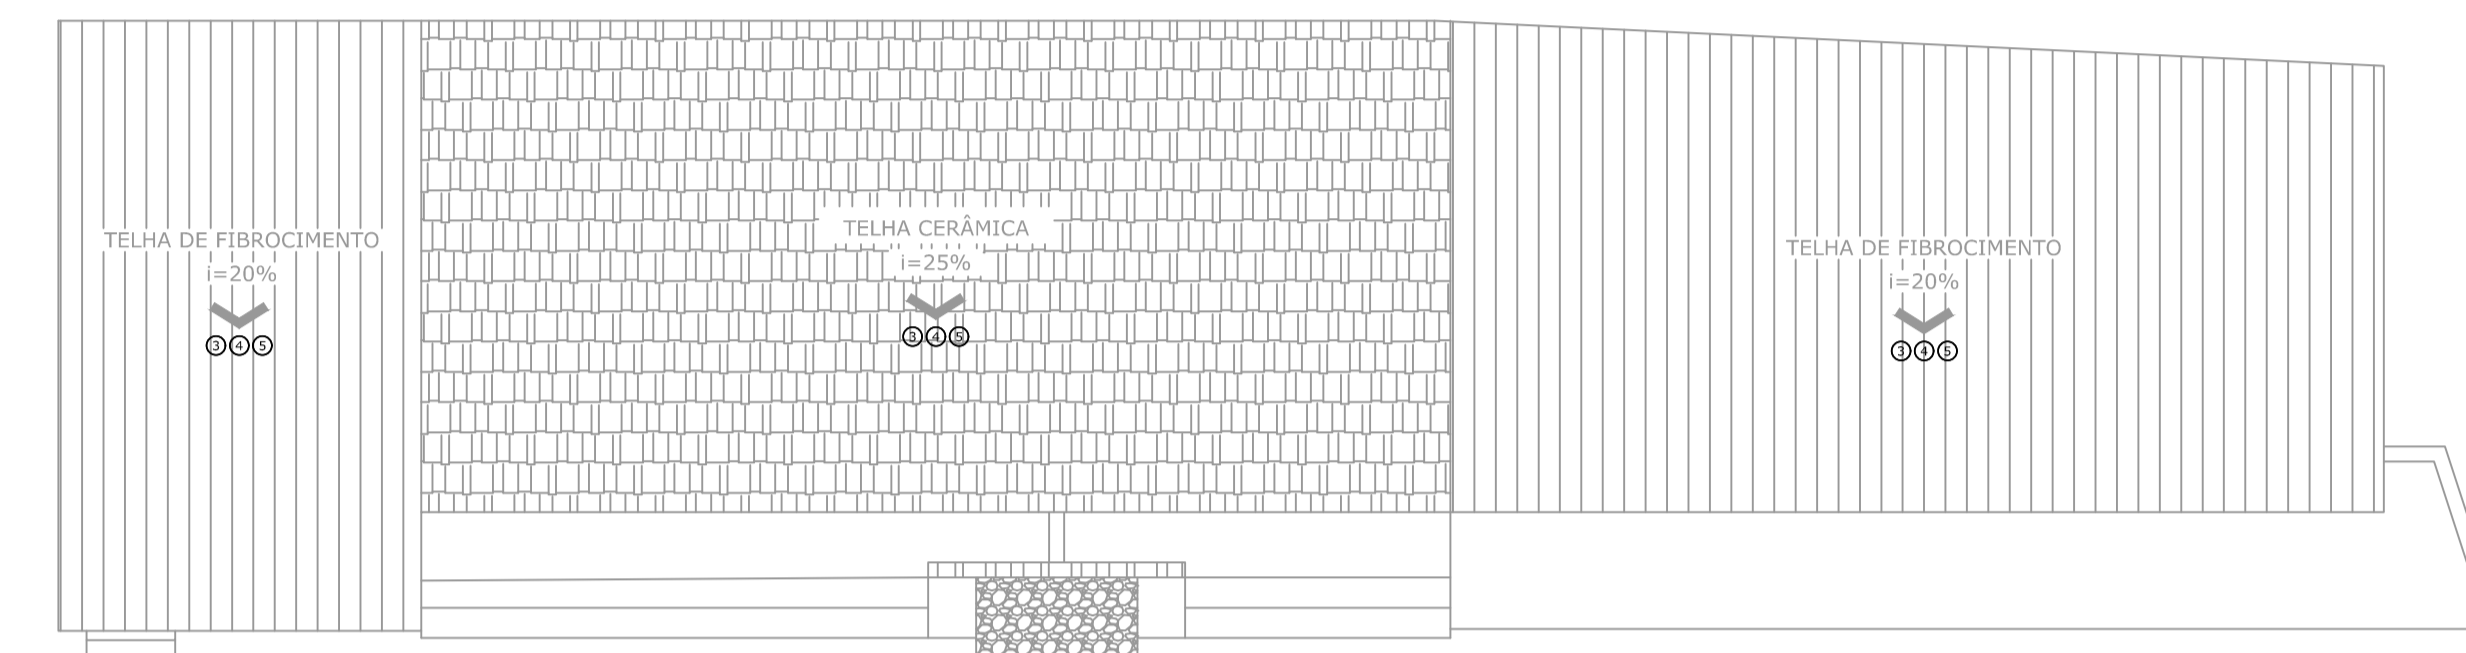 TELHA DE FIBROCIMENTO
i=20%
3 4 5
TELHA CERÂMICA
i=25%
3 4 5
TELHA DE FIBROCIMENTO
i=20%
3 4 5